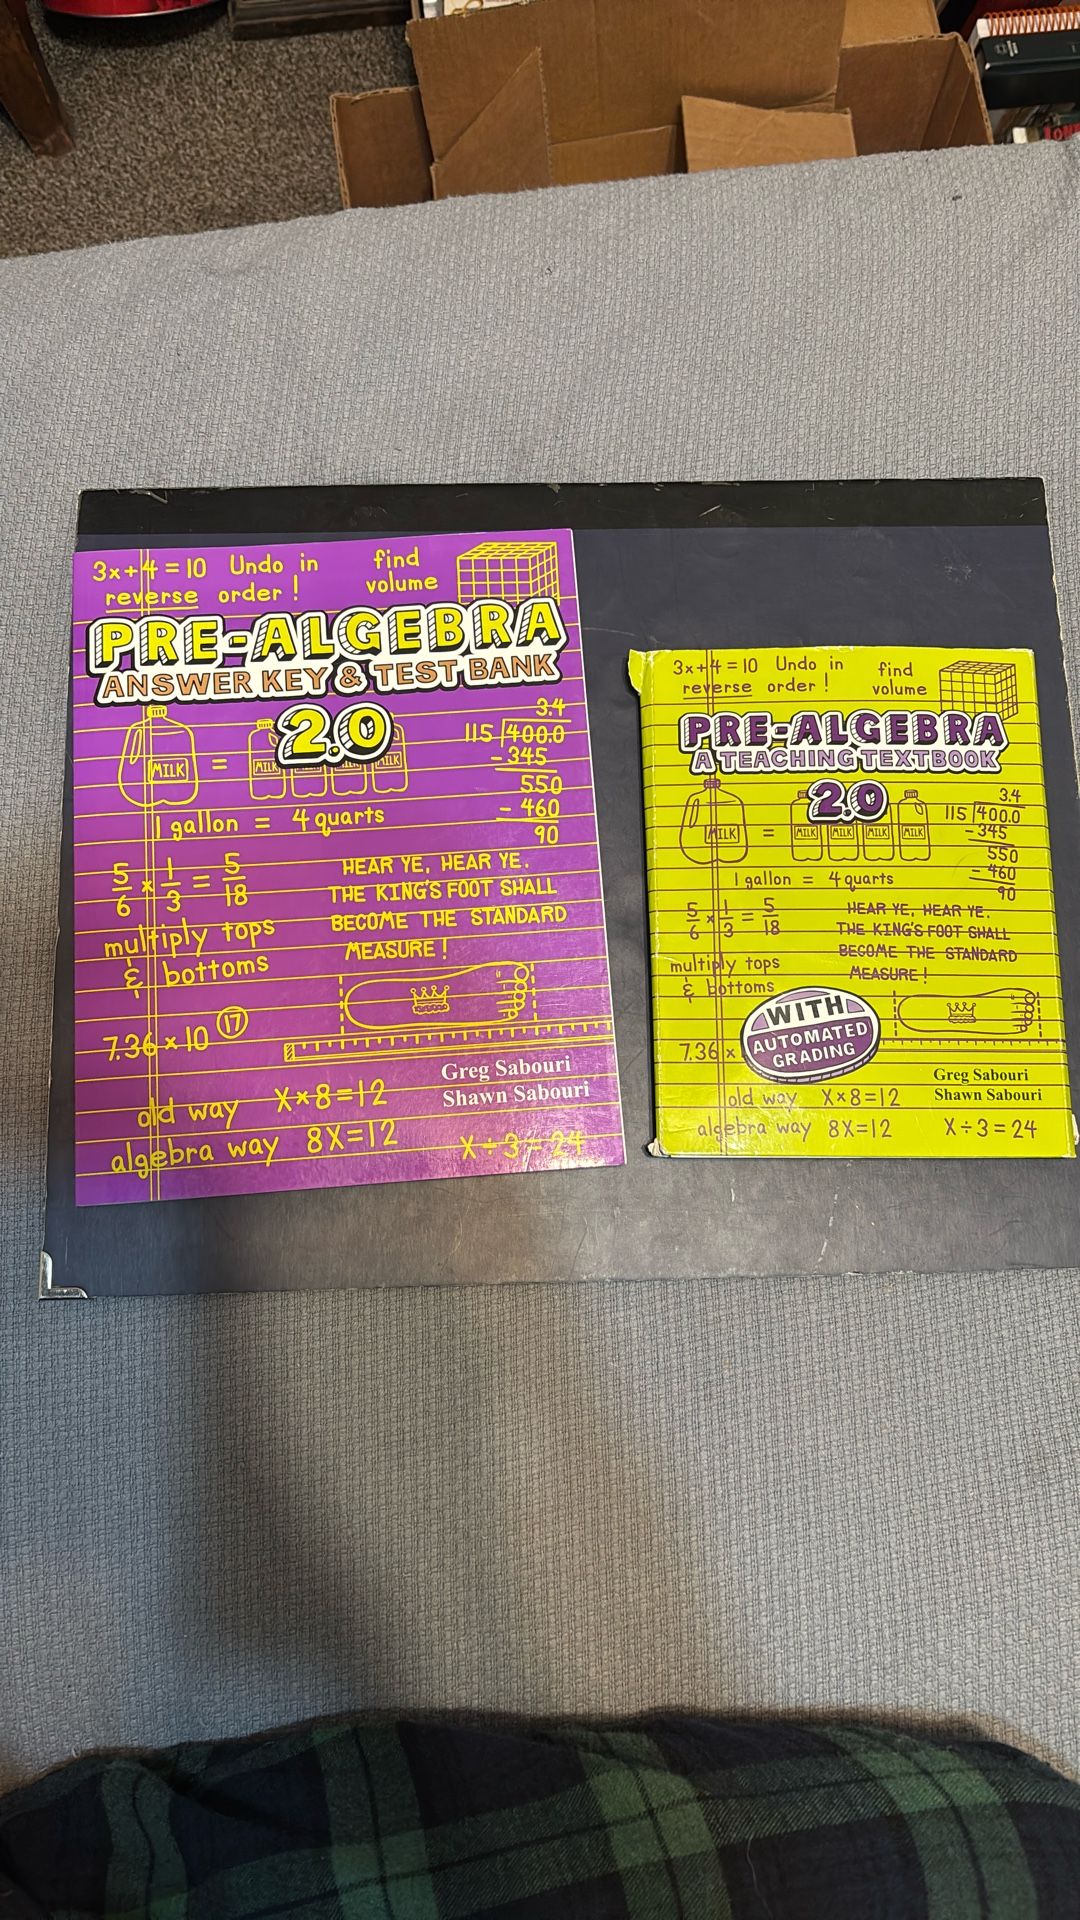 3x+4=10 Undo in
reverse order!
find
volume
PRE-ALGEBRA
ANSWER KEY & TEST BANK
2.0
MILK
=
MILK
MILK
3.4
115 400.0
-345
550
- 460
90
1 gallon = 4 quarts
5/6 × 1/3 = 5/18
multiply tops
& bottoms
HEAR YE, HEAR YE.
THE KING'S FOOT SHALL
BECOME THE STANDARD
MEASURE!
7.36 × 10 17
Greg Sabouri
Shawn Sabouri
old way X×8=12
algebra way 8X=12 X÷3=24
3x+4=10 Undo in
reverse order!
find
volume
PRE-ALGEBRA
A TEACHING TEXTBOOK
2.0
MILK
=
MILK MILK MILK MILK
3.4
115 400.0
-345
550
- 460
90
1 gallon = 4 quarts
5/6 × 1/3 = 5/18
multiply tops
& bottoms
HEAR YE, HEAR YE.
THE KING'S FOOT SHALL
BECOME THE STANDARD
MEASURE!
7.36 ×
WITH
AUTOMATED
GRADING
Greg Sabouri
Shawn Sabouri
old way X×8=12
algebra way 8X=12 X÷3=24